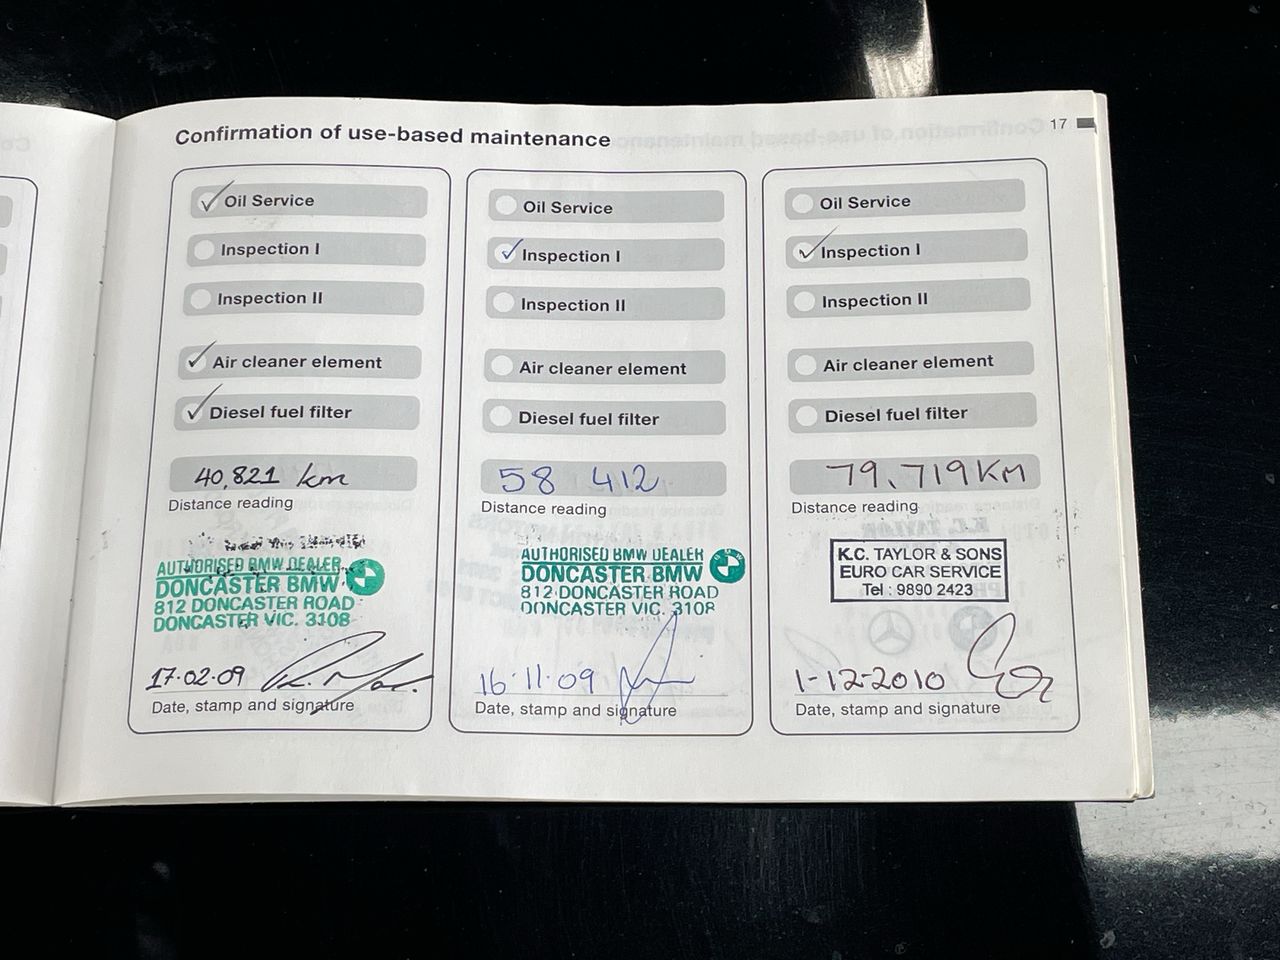 Confirmation of use-based maintenance
17
Oil Service
Inspection I
Inspection II
Air cleaner element
Diesel fuel filter
40,821 km
Distance reading
AUTHORISED BMW DEALER
DONCASTER BMW
812 DONCASTER ROAD
DONCASTER VIC. 3108
17.02.09
Date, stamp and signature
Oil Service
Inspection I
Inspection II
Air cleaner element
Diesel fuel filter
58 412
Distance reading
AUTHORISED BMW DEALER
DONCASTER BMW
812 DONCASTER ROAD
DONCASTER VIC. 3108
16.11.09
Date, stamp and signature
Oil Service
Inspection I
Inspection II
Air cleaner element
Diesel fuel filter
79,719 KM
Distance reading
K.C. TAYLOR & SONS
EURO CAR SERVICE
Tel : 9890 2423
1-12-2010
Date, stamp and signature